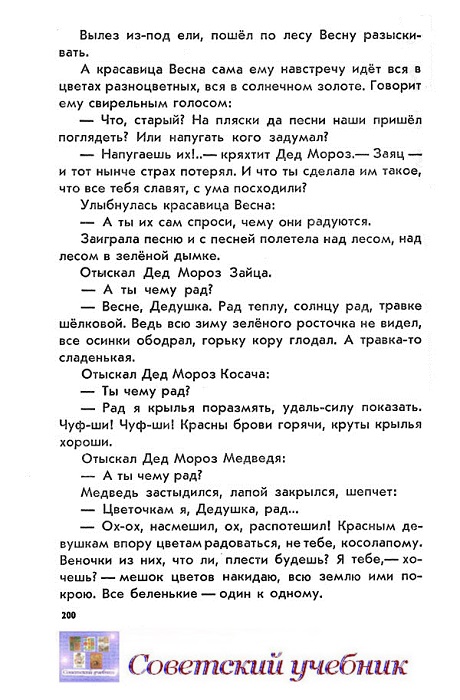 Вылез из-под ели, пошёл по лесу Весну разыски-
вать.
А красавица Весна сама ему навстречу идёт вся в
цветах разноцветных, вся в солнечном золоте. Говорит
ему свирельным голосом:
— Что, старый? На пляски да песни наши пришёл
поглядеть? Или напугать кого задумал?
— Напугаешь их!..— кряхтит Дед Мороз.— Заяц —
и тот нынче страх потерял. И что ты сделала им такое,
что все тебя славят, с ума посходили?
Улыбнулась красавица Весна:
— А ты их сам спроси, чему они радуются.
Заиграла песню и с песней полетела над лесом, над
лесом в зелёной дымке.
Отыскал Дед Мороз Зайца.
— А ты чему рад?
— Весне, Дедушка. Рад теплу, солнцу рад, травке
шёлковой. Ведь всю зиму зелёного росточка не видел,
все осинки ободрал, горьку кору глодал. А травка-то
сладенькая.
Отыскал Дед Мороз Косача:
— Ты чему рад?
— Рад я крылья поразмять, удаль-силу показать.
Чуф-ши! Чуф-ши! Красны брови горячи, круты крылья
хороши.
Отыскал Дед Мороз Медведя:
— А ты чему рад?
Медведь застыдился, лапой закрылся, шепчет:
— Цветочкам я, Дедушка, рад...
— Ох-ох, насмешил, ох, распотешил! Красным де-
вушкам впору цветам радоваться, не тебе, косолапому.
Веночки из них, что ли, плести будешь? Я тебе,— хо-
чешь? — мешок цветов накидаю, всю землю ими по-
крою. Все беленькие — один к одному.
200
Советский учебник